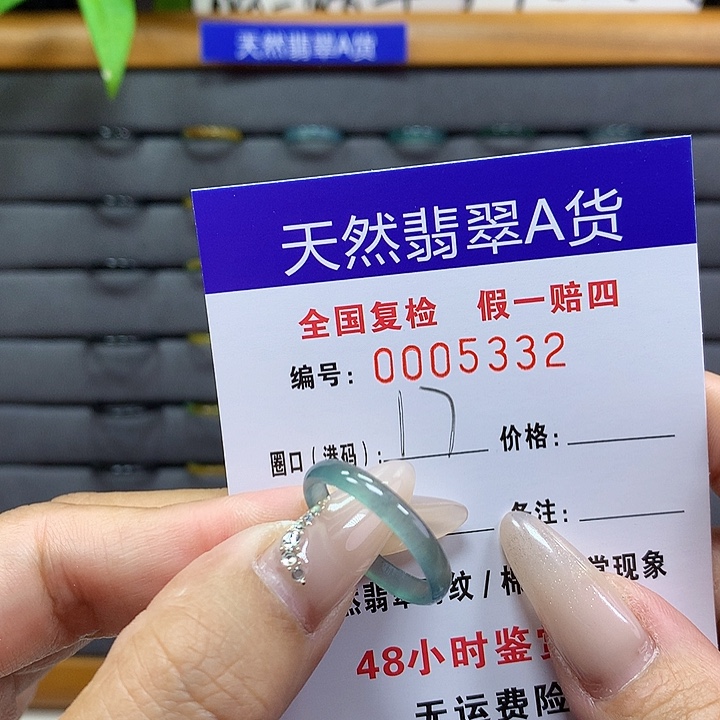 天然翡翠A货
天然翡翠A货
全国复检 假一赔四
编号: 0005332
圈口(港码): 17 价格:
备注:
然翡翠 纹/棉 常现象
48小时鉴
无运费险